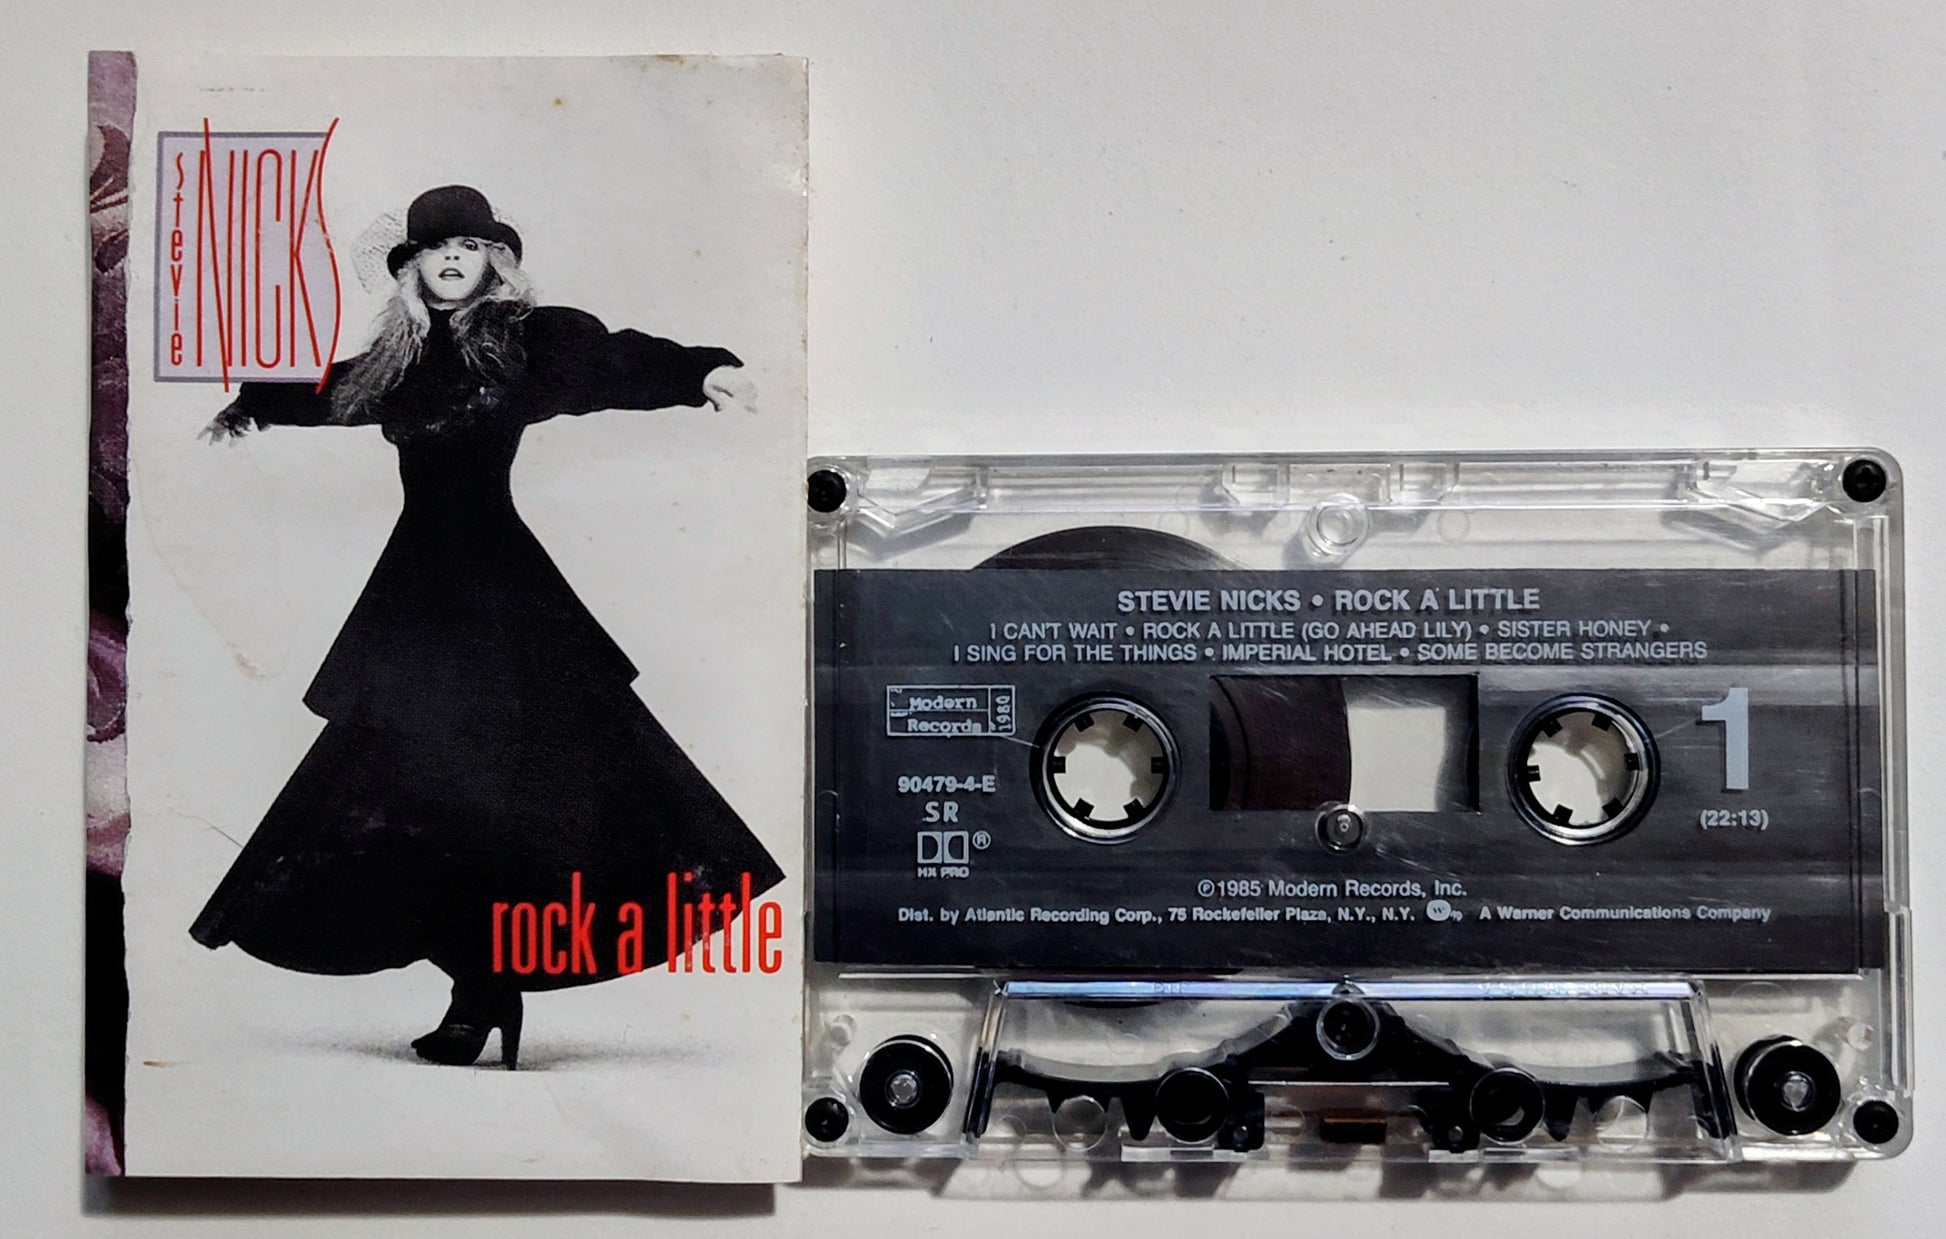 stevie
NICKS
rock a little
STEVIE NICKS • ROCK A LITTLE
I CAN'T WAIT • ROCK A LITTLE (GO AHEAD LILY) • SISTER HONEY •
I SING FOR THE THINGS • IMPERIAL HOTEL • SOME BECOME STRANGERS
Modern
Records
1980
1
90479-4-E
SR
®
HX PRO
(22:13)
℗1985 Modern Records, Inc.
Dist. by Atlantic Recording Corp., 75 Rockefeller Plaza, N.Y., N.Y. A Warner Communications Company